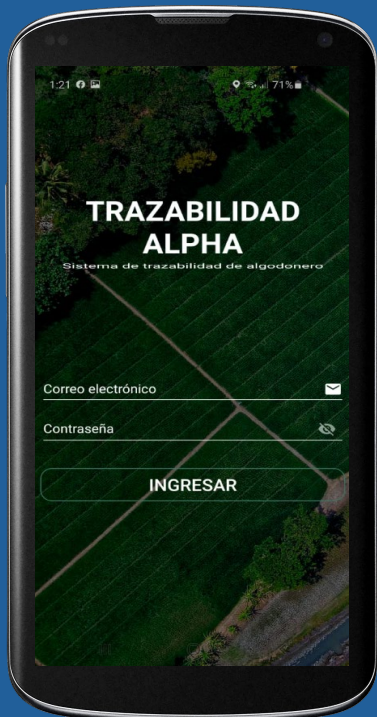 1:21 71%
TRAZABILIDAD
ALPHA
Sistema de trazabilidad de algodonero
Correo electrónico
Contraseña
INGRESAR